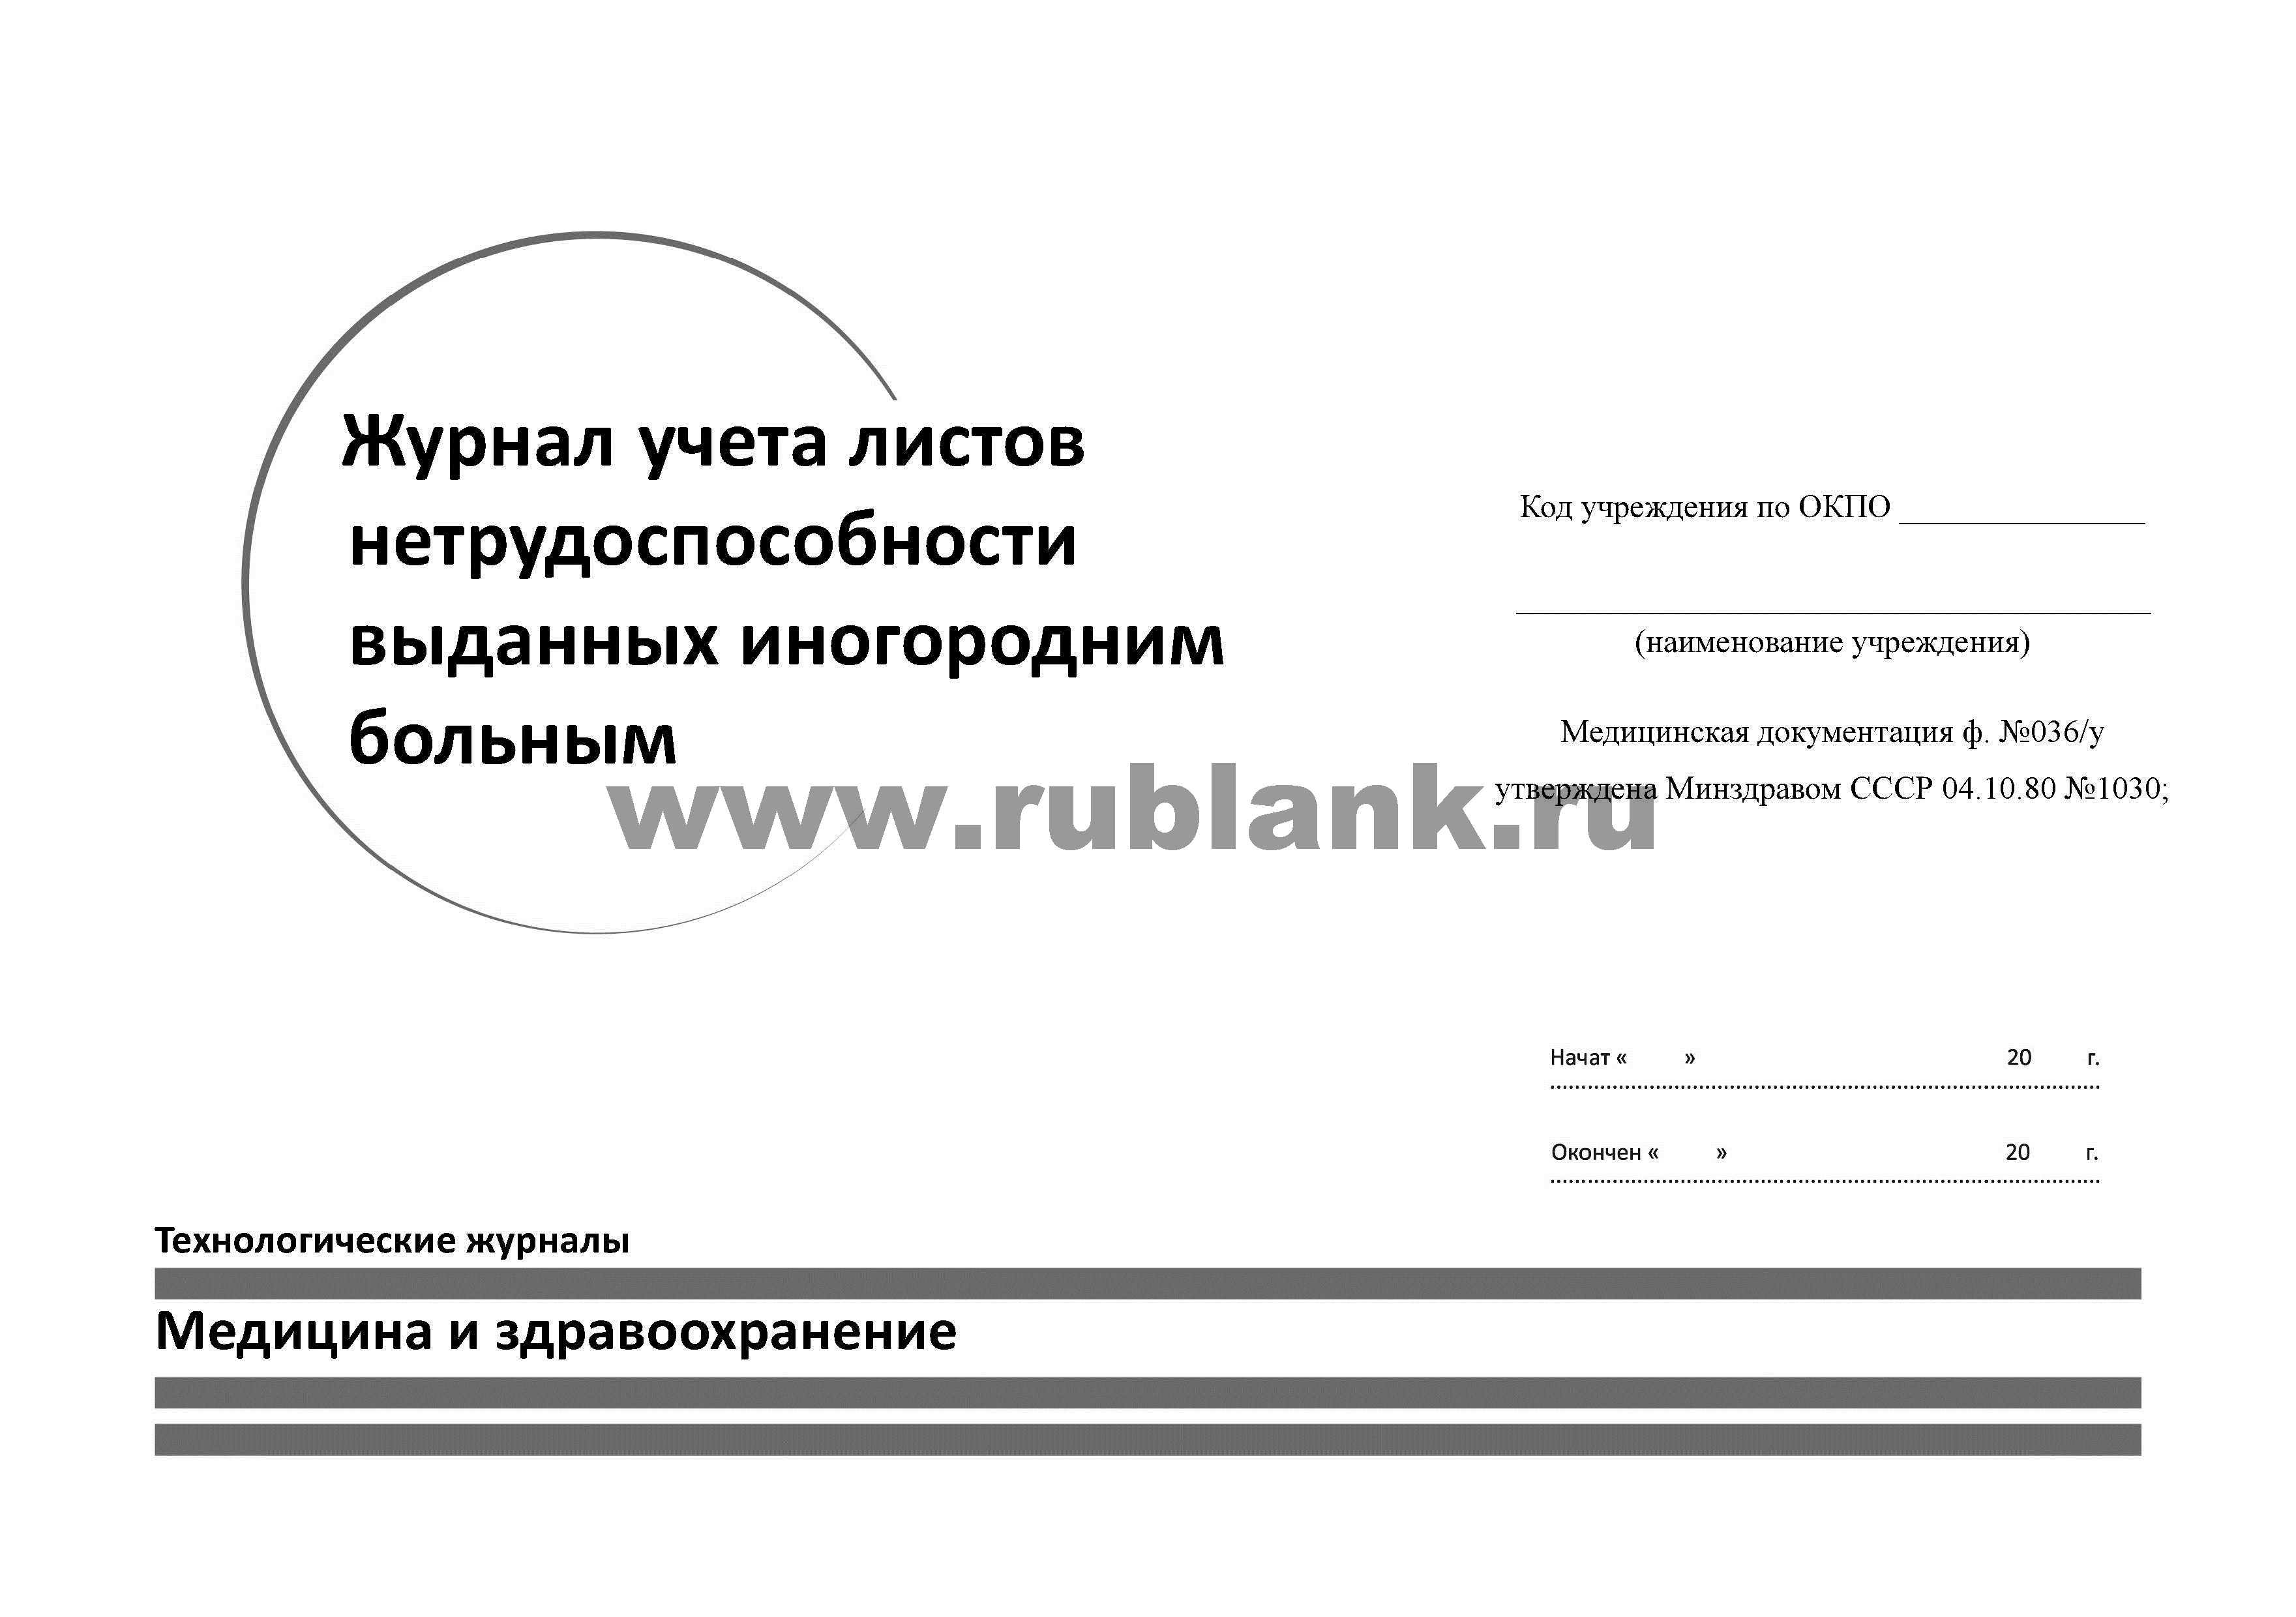 Журнал учета листов
нетрудоспособности
выданных иногородним
больным
Код учреждения по ОКПО _______________
(наименование учреждения)
Медицинская документация ф. №036/у
утверждена Минздравом СССР 04.10.80 №1030;
www.rublank.ru
Начат « » 20 г.
Окончен « » 20 г.
Технологические журналы
Медицина и здравоохранение